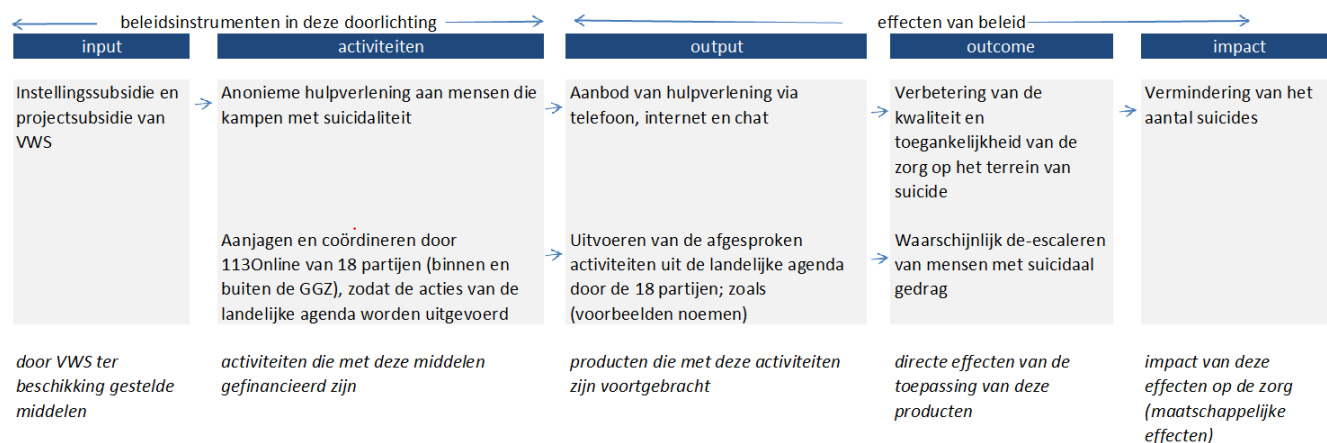 beleidsinstrumenten in deze doorlichting
effecten van beleid
input
activiteiten
output
outcome
impact
Instellingssubsidie en
projectsubsidie van
VWS
Anonieme hulpverlening aan mensen die
kampen met suicidaliteit
Aanbod van hulpverlening via
telefoon, internet en chat
Verbetering van de
kwaliteit en
toegankelijkheid van de
zorg op het terrein van
suicide
Vermindering van het
aantal suicides
Aanjagen en coördineren door
113Online van 18 partijen (binnen en
buiten de GGZ), zodat de acties van de
landelijke agenda worden uitgevoerd
Uitvoeren van de afgesproken
activiteiten uit de landelijke agenda
door de 18 partijen; zoals
(voorbeelden noemen)
Waarschijnlijk de-escaleren
van mensen met suicidaal
gedrag
door VWS ter
beschikking gestelde
middelen
activiteiten die met deze middelen
gefinancierd zijn
producten die met deze activiteiten
zijn voortgebracht
directe effecten van de
toepassing van deze
producten
impact van deze
effecten op de zorg
(maatschappelijke
effecten)